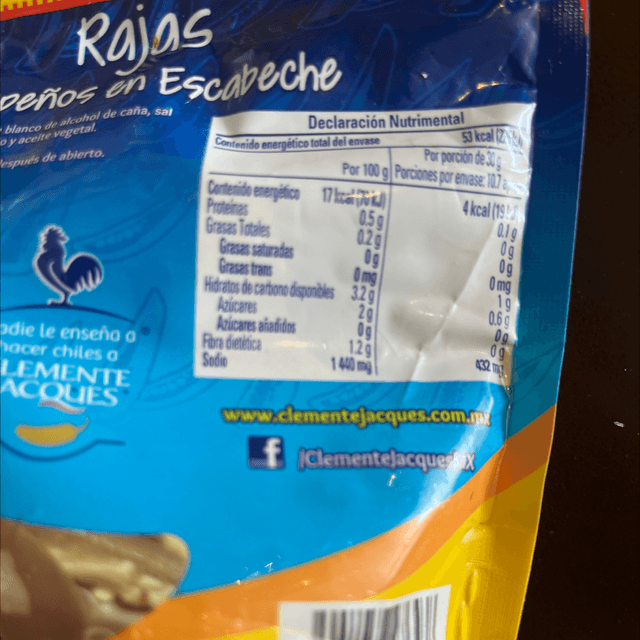 Rajas
peños en Escabeche
blanco de alcohol de caña, sal
o y aceite vegetal.
después de abierto.
Declaración Nutrimental
Contenido energético total del envase 53 kcal
Por porción de 30 g
Por 100 g Porciones por envase: 10.7
Contenido energético 17 kcal 4 kcal
Proteínas 0.5 g 0.1 g
Grasas Totales 0.2 g 0 g
Grasas saturadas 0 g 0 g
Grasas trans 0 mg 0 mg
Hidratos de carbono disponibles 3.2 g 1 g
Azúcares 2 g 0.6 g
Azúcares añadidos 0 g 0 g
Fibra dietética 1.2 g 0 g
Sodio 1 440 mg 432 mg
adie le enseña a
hacer chiles a
CLEMENTE
JACQUES
www.clementejacques.com.mx
f /ClementeJacques